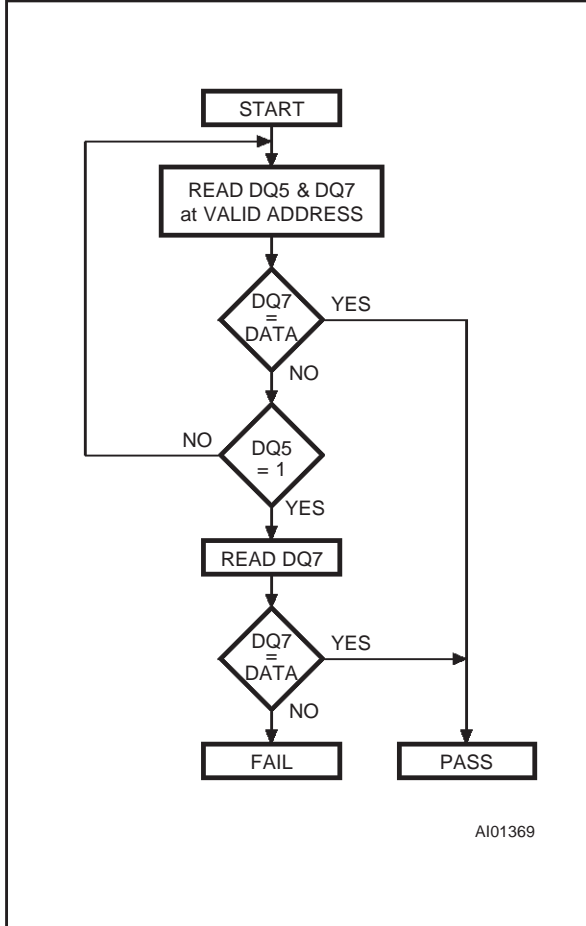 START
READ DQ5 & DQ7
at VALID ADDRESS
DQ7
=
DATA
YES
NO
DQ5
= 1
NO
YES
READ DQ7
DQ7
=
DATA
YES
NO
FAIL
PASS
AI01369